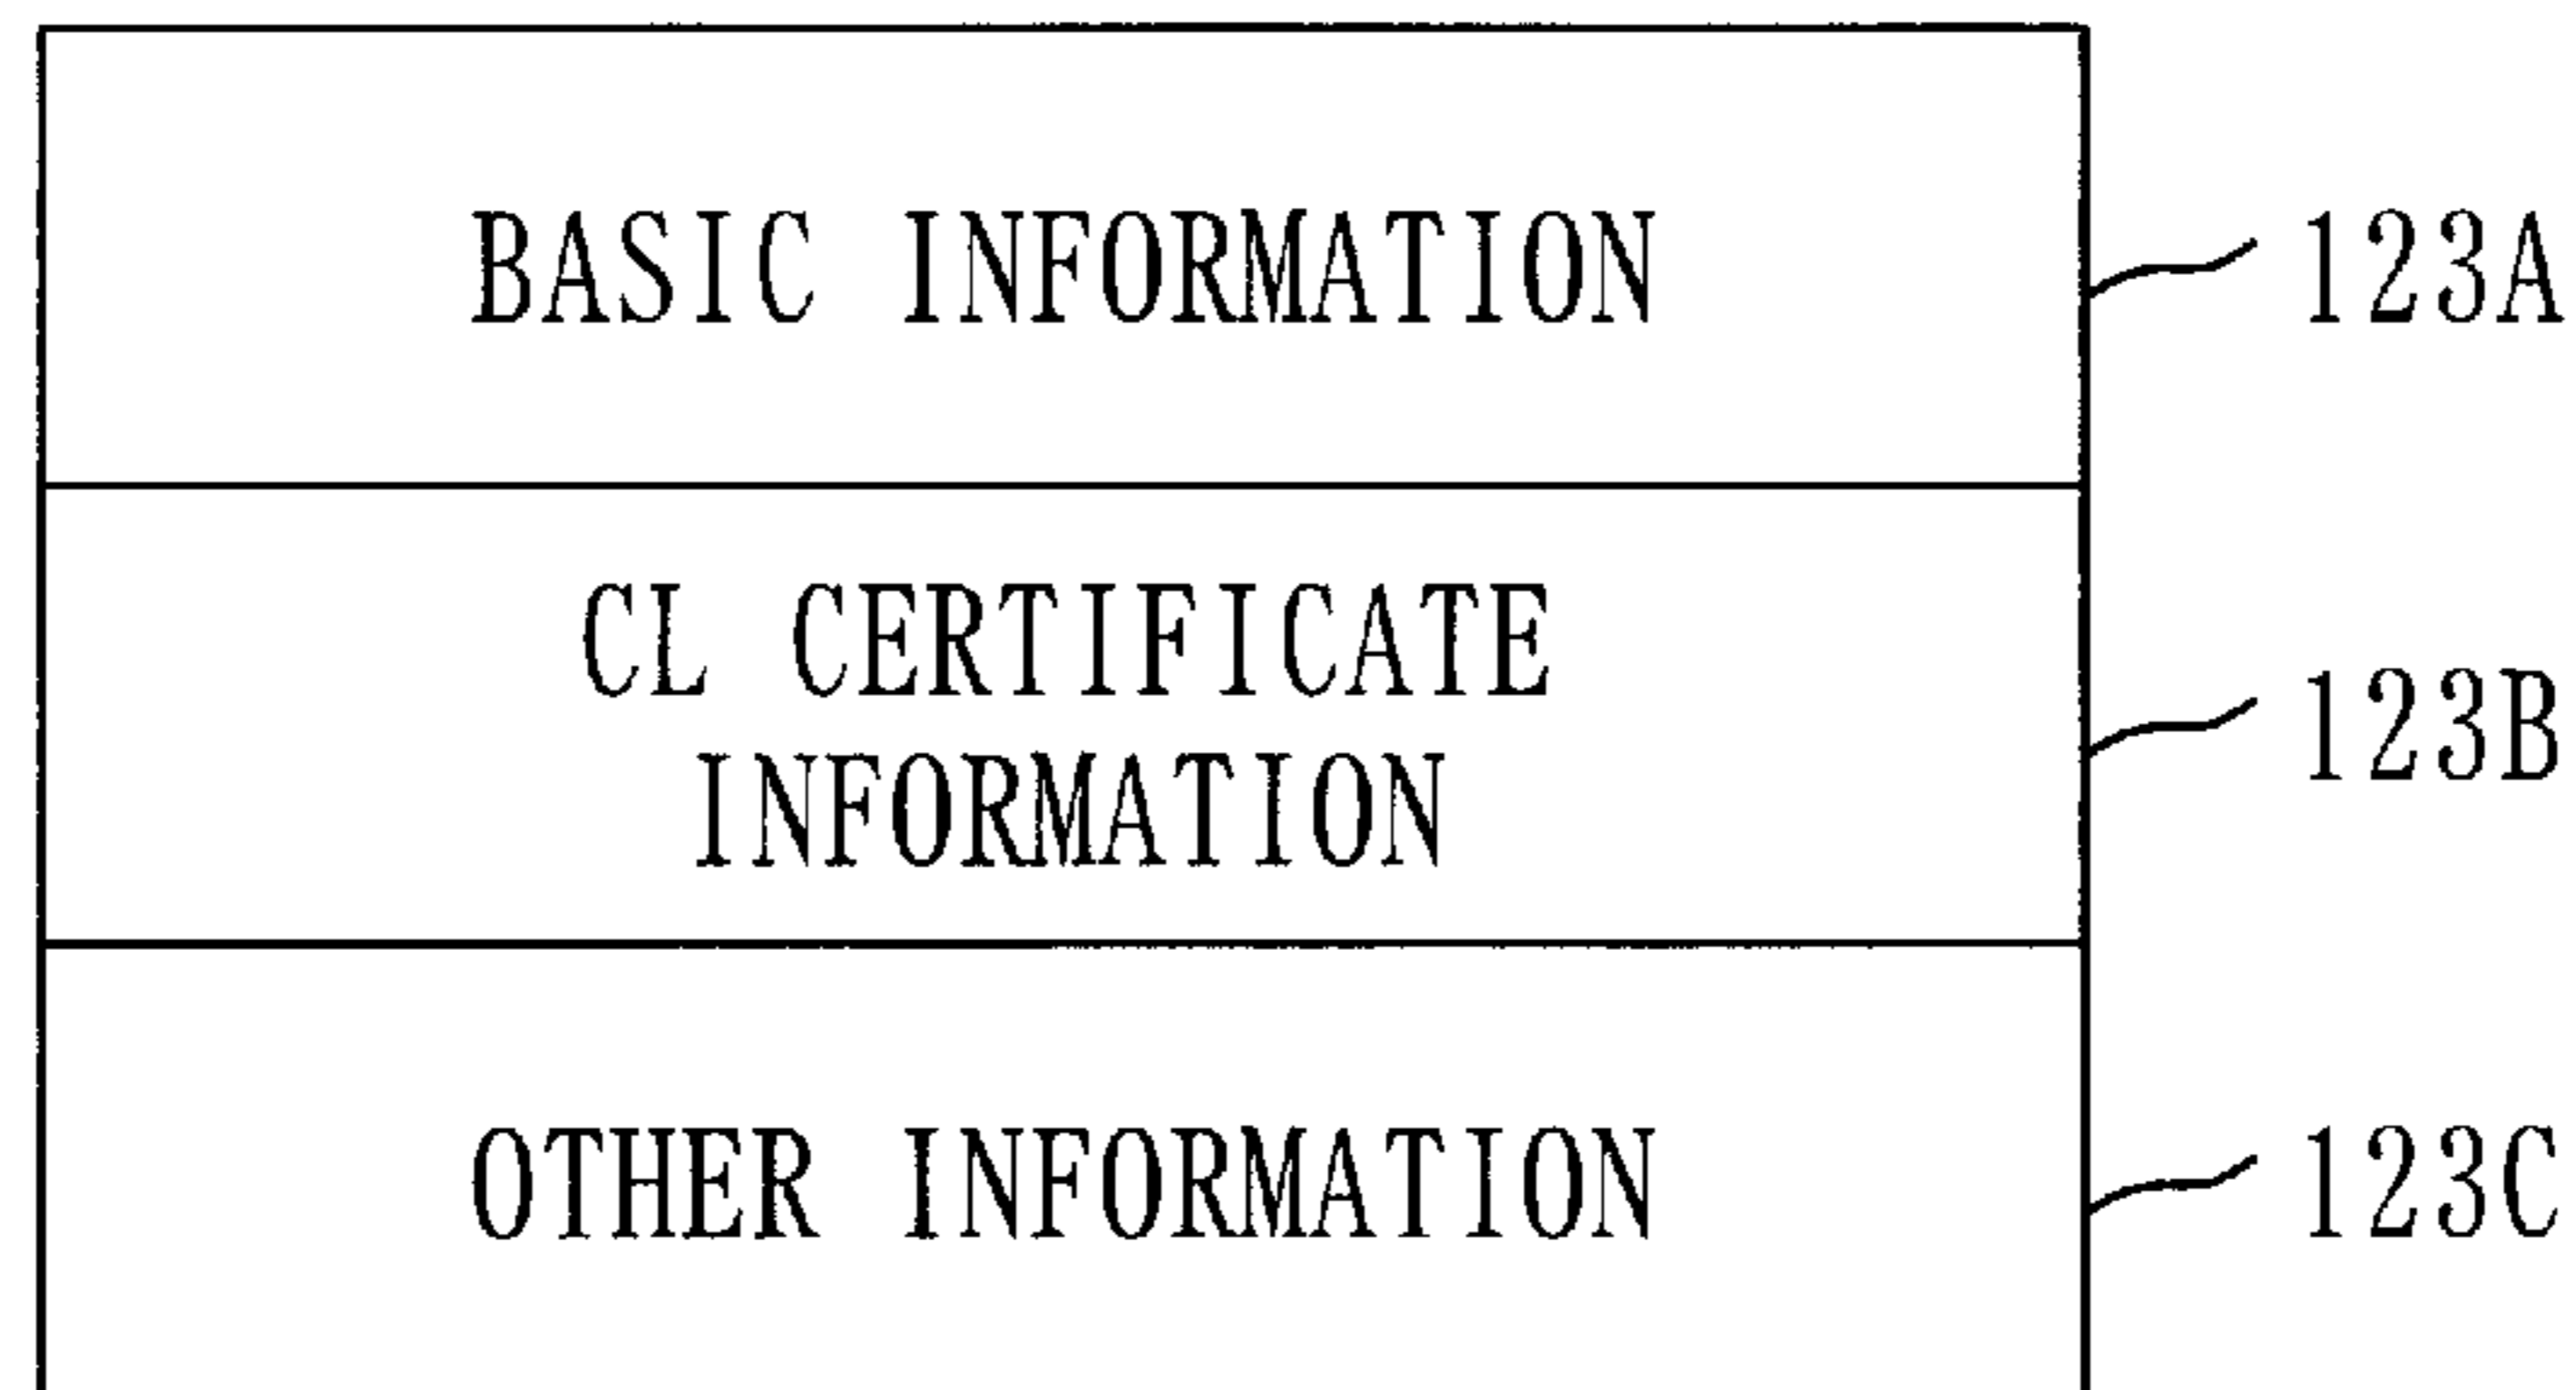 BASIC INFORMATION
123A
CL CERTIFICATE
INFORMATION
123B
OTHER INFORMATION
123C